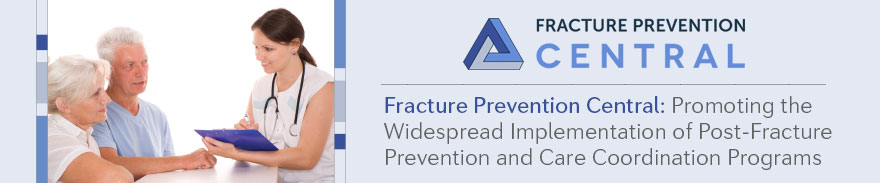 FRACTURE PREVENTION
CENTRAL
Fracture Prevention Central: Promoting the
Widespread Implementation of Post-Fracture
Prevention and Care Coordination Programs